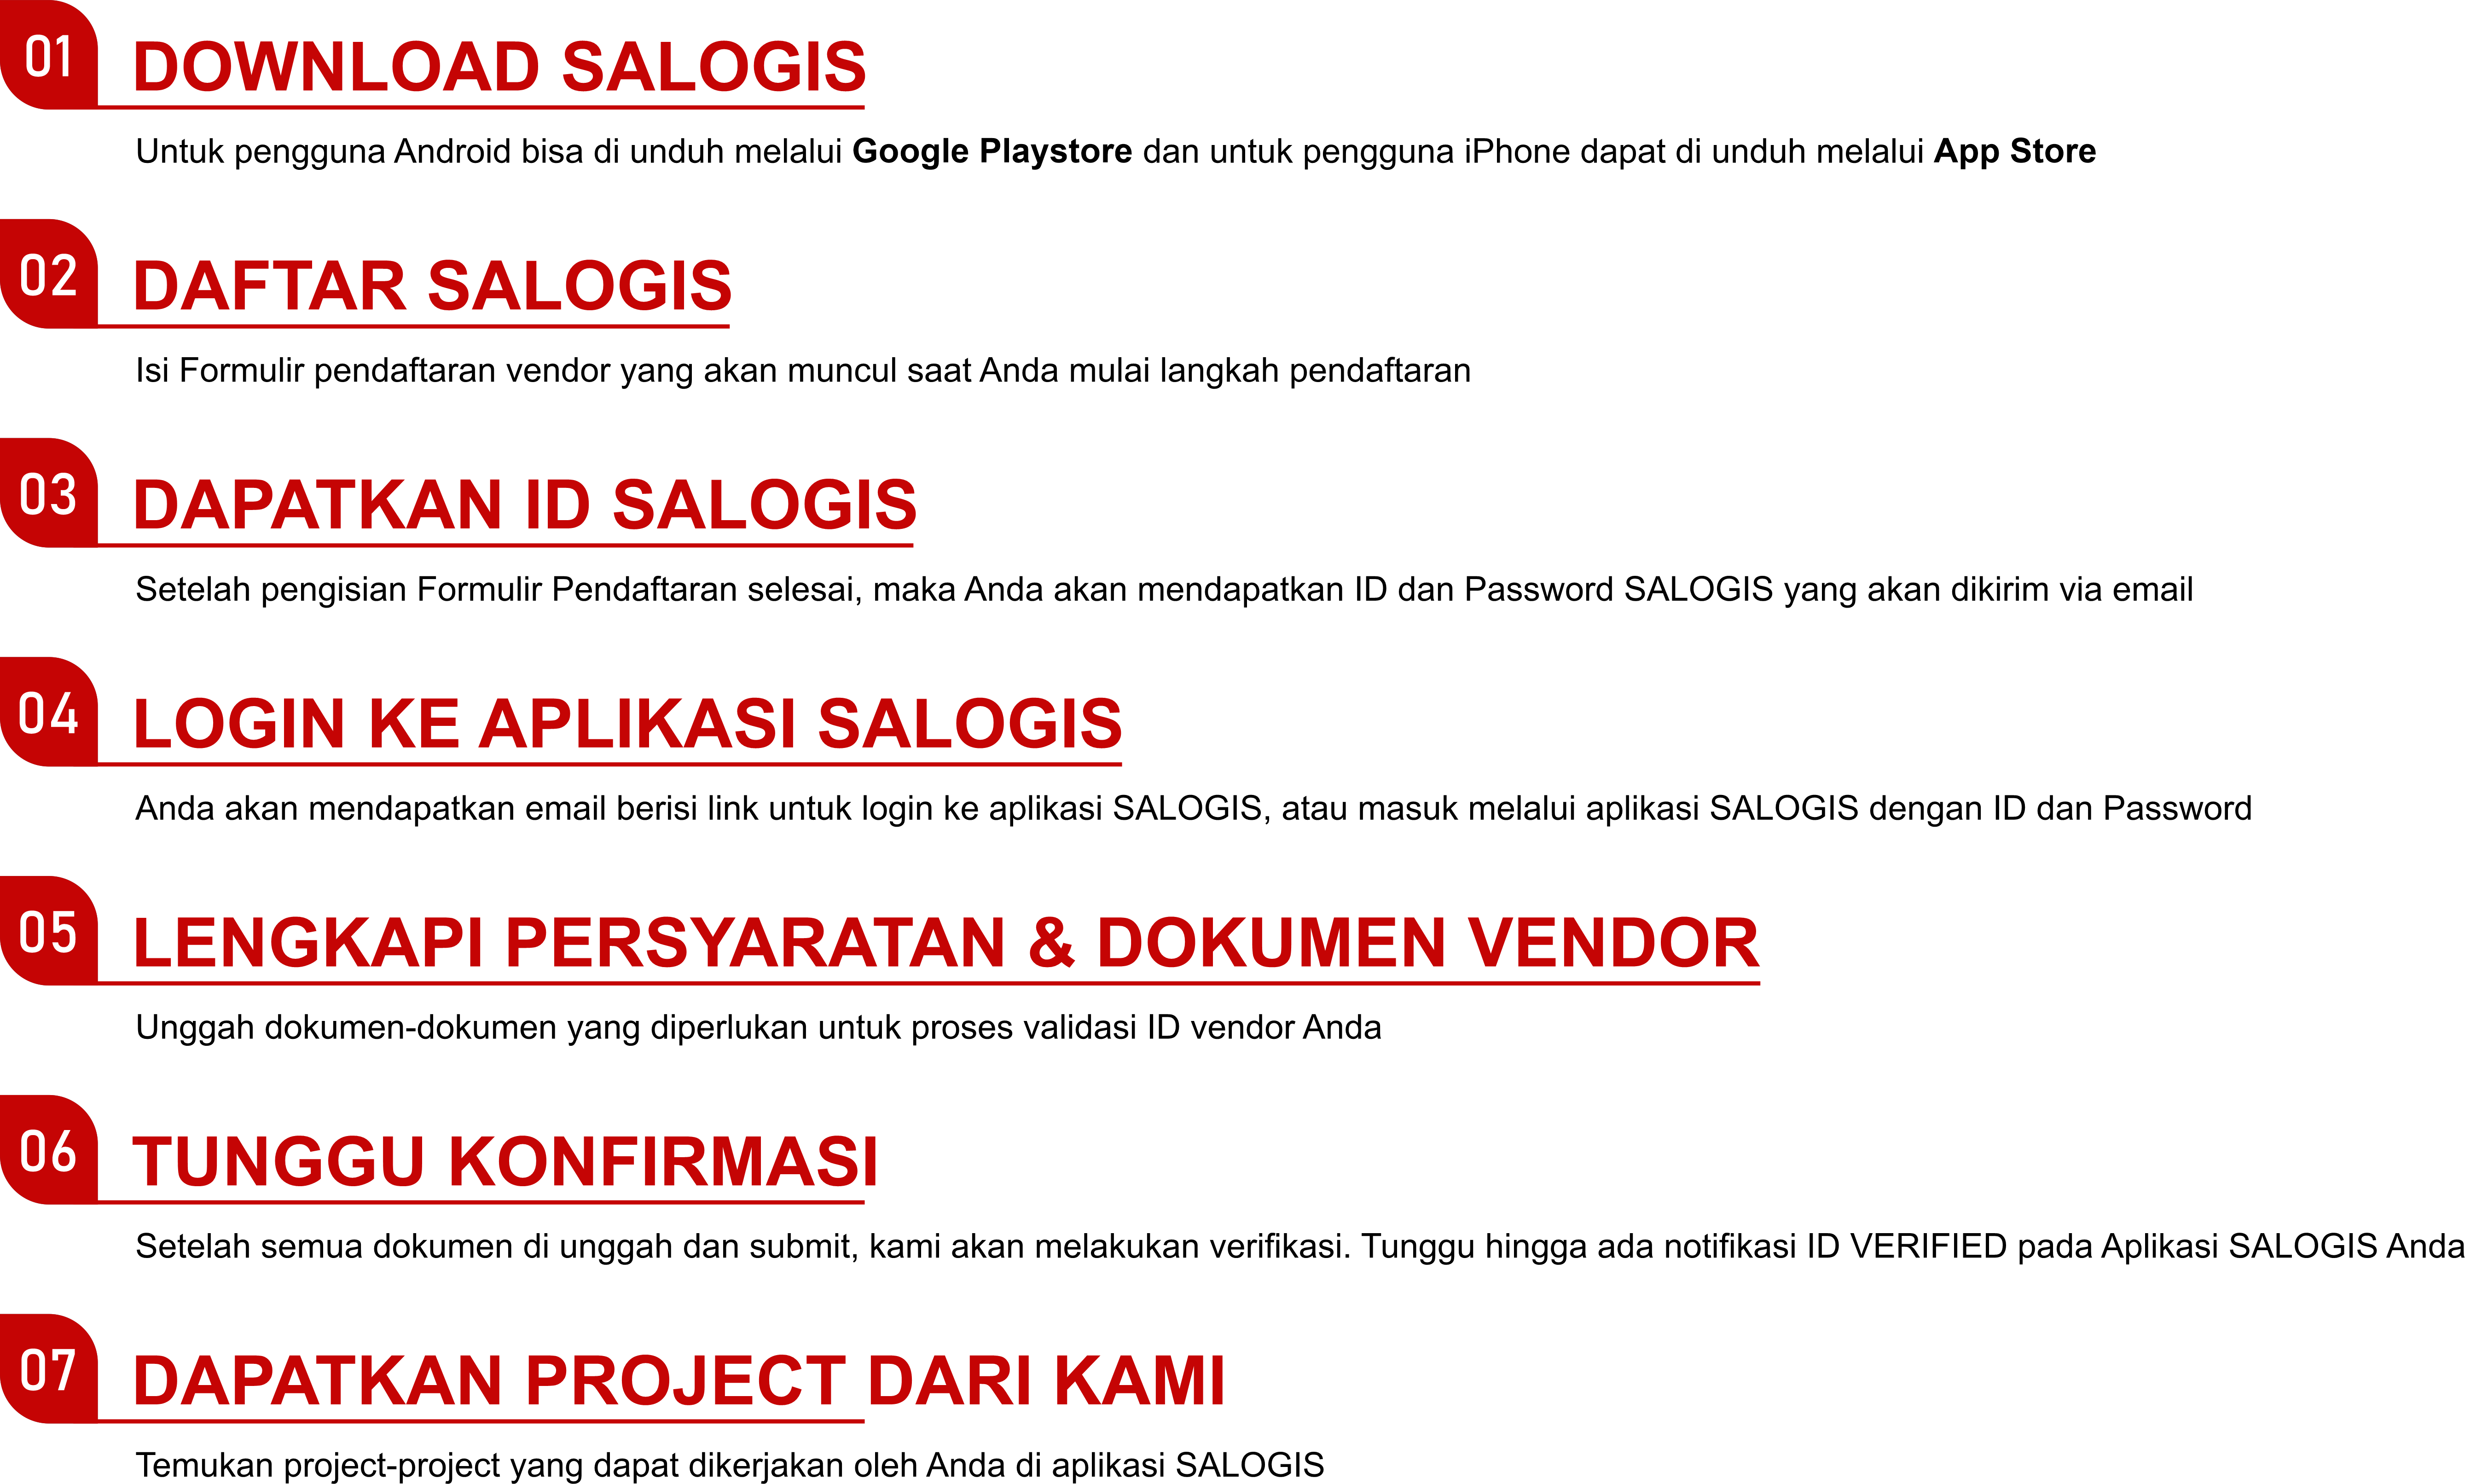 01
DOWNLOAD SALOGIS
Untuk pengguna Android bisa di unduh melalui Google Playstore dan untuk pengguna iPhone dapat di unduh melalui App Store
02
DAFTAR SALOGIS
Isi Formulir pendaftaran vendor yang akan muncul saat Anda mulai langkah pendaftaran
03
DAPATKAN ID SALOGIS
Setelah pengisian Formulir Pendaftaran selesai, maka Anda akan mendapatkan ID dan Password SALOGIS yang akan dikirim via email
04
LOGIN KE APLIKASI SALOGIS
Anda akan mendapatkan email berisi link untuk login ke aplikasi SALOGIS, atau masuk melalui aplikasi SALOGIS dengan ID dan Password
05
LENGKAPI PERSYARATAN & DOKUMEN VENDOR
Unggah dokumen-dokumen yang diperlukan untuk proses validasi ID vendor Anda
06
TUNGGU KONFIRMASI
Setelah semua dokumen di unggah dan submit, kami akan melakukan verifikasi. Tunggu hingga ada notifikasi ID VERIFIED pada Aplikasi SALOGIS Anda
07
DAPATKAN PROJECT DARI KAMI
Temukan project-project yang dapat dikerjakan oleh Anda di aplikasi SALOGIS